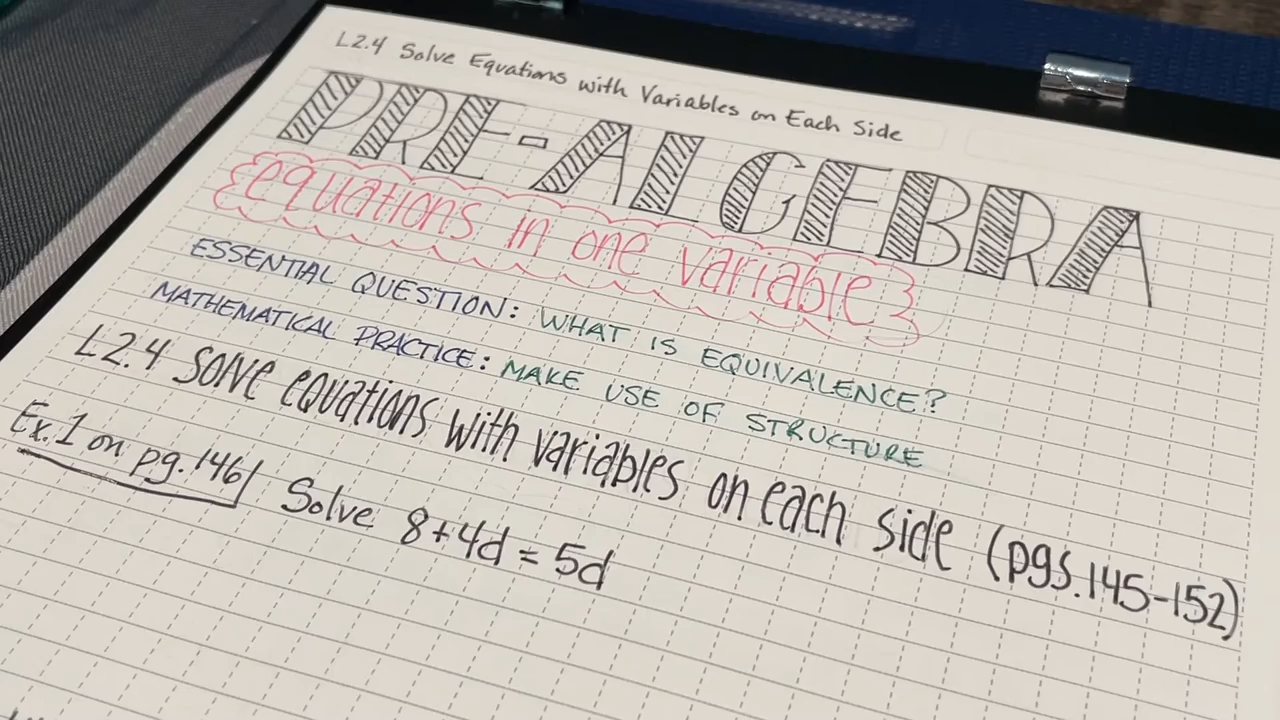 L2.4 Solve Equations with Variables on Each Side
PRE-ALGEBRA
equations in one variable
ESSENTIAL QUESTION: WHAT IS EQUIVALENCE?
MATHEMATICAL PRACTICE: MAKE USE OF STRUCTURE
L2.4 Solve equations with variables on each side (pgs.145-152)
Ex.1 on pg.146 Solve 8+4d=5d